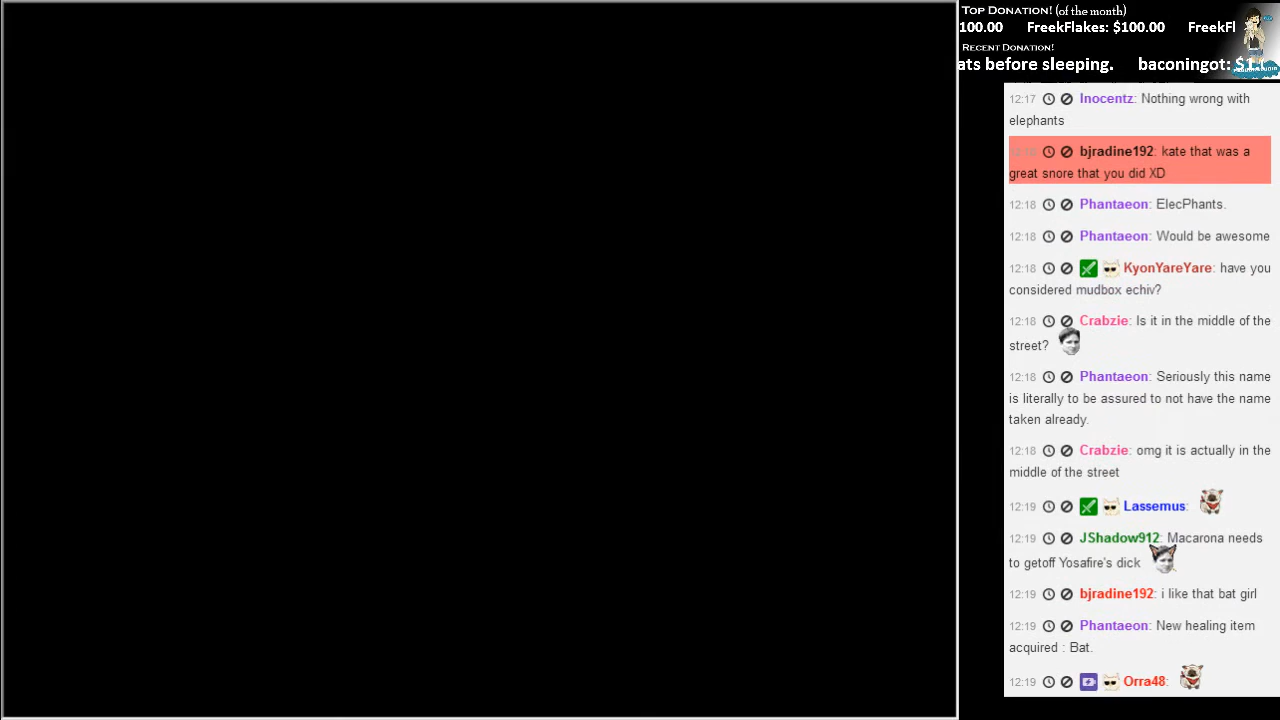 TOP DONATION! (of the month)
100.00 FreekFlakes: $100.00 FreekFl
RECENT DONATION!
ats before sleeping. baconingot:
12:17 Inocentz: Nothing wrong with
elephants
bjradine192: kate that was a
great snore that you did XD
12:18 Phantaeon: ElecPhants.
12:18 Phantaeon: Would be awesome
12:18 KyonYareYare: have you
considered mudbox echiv?
12:18 Crabzie: Is it in the middle of the
street?
12:18 Phantaeon: Seriously this name
is literally to be assured to not have the name
taken already.
12:18 Crabzie: omg it is actually in the
middle of the street
12:19 Lassemus:
12:19 JShadow912: Macarona needs
to getoff Yosafire's dick
12:19 bjradine192: i like that bat girl
12:19 Phantaeon: New healing item
acquired : Bat.
12:19 Orra48: